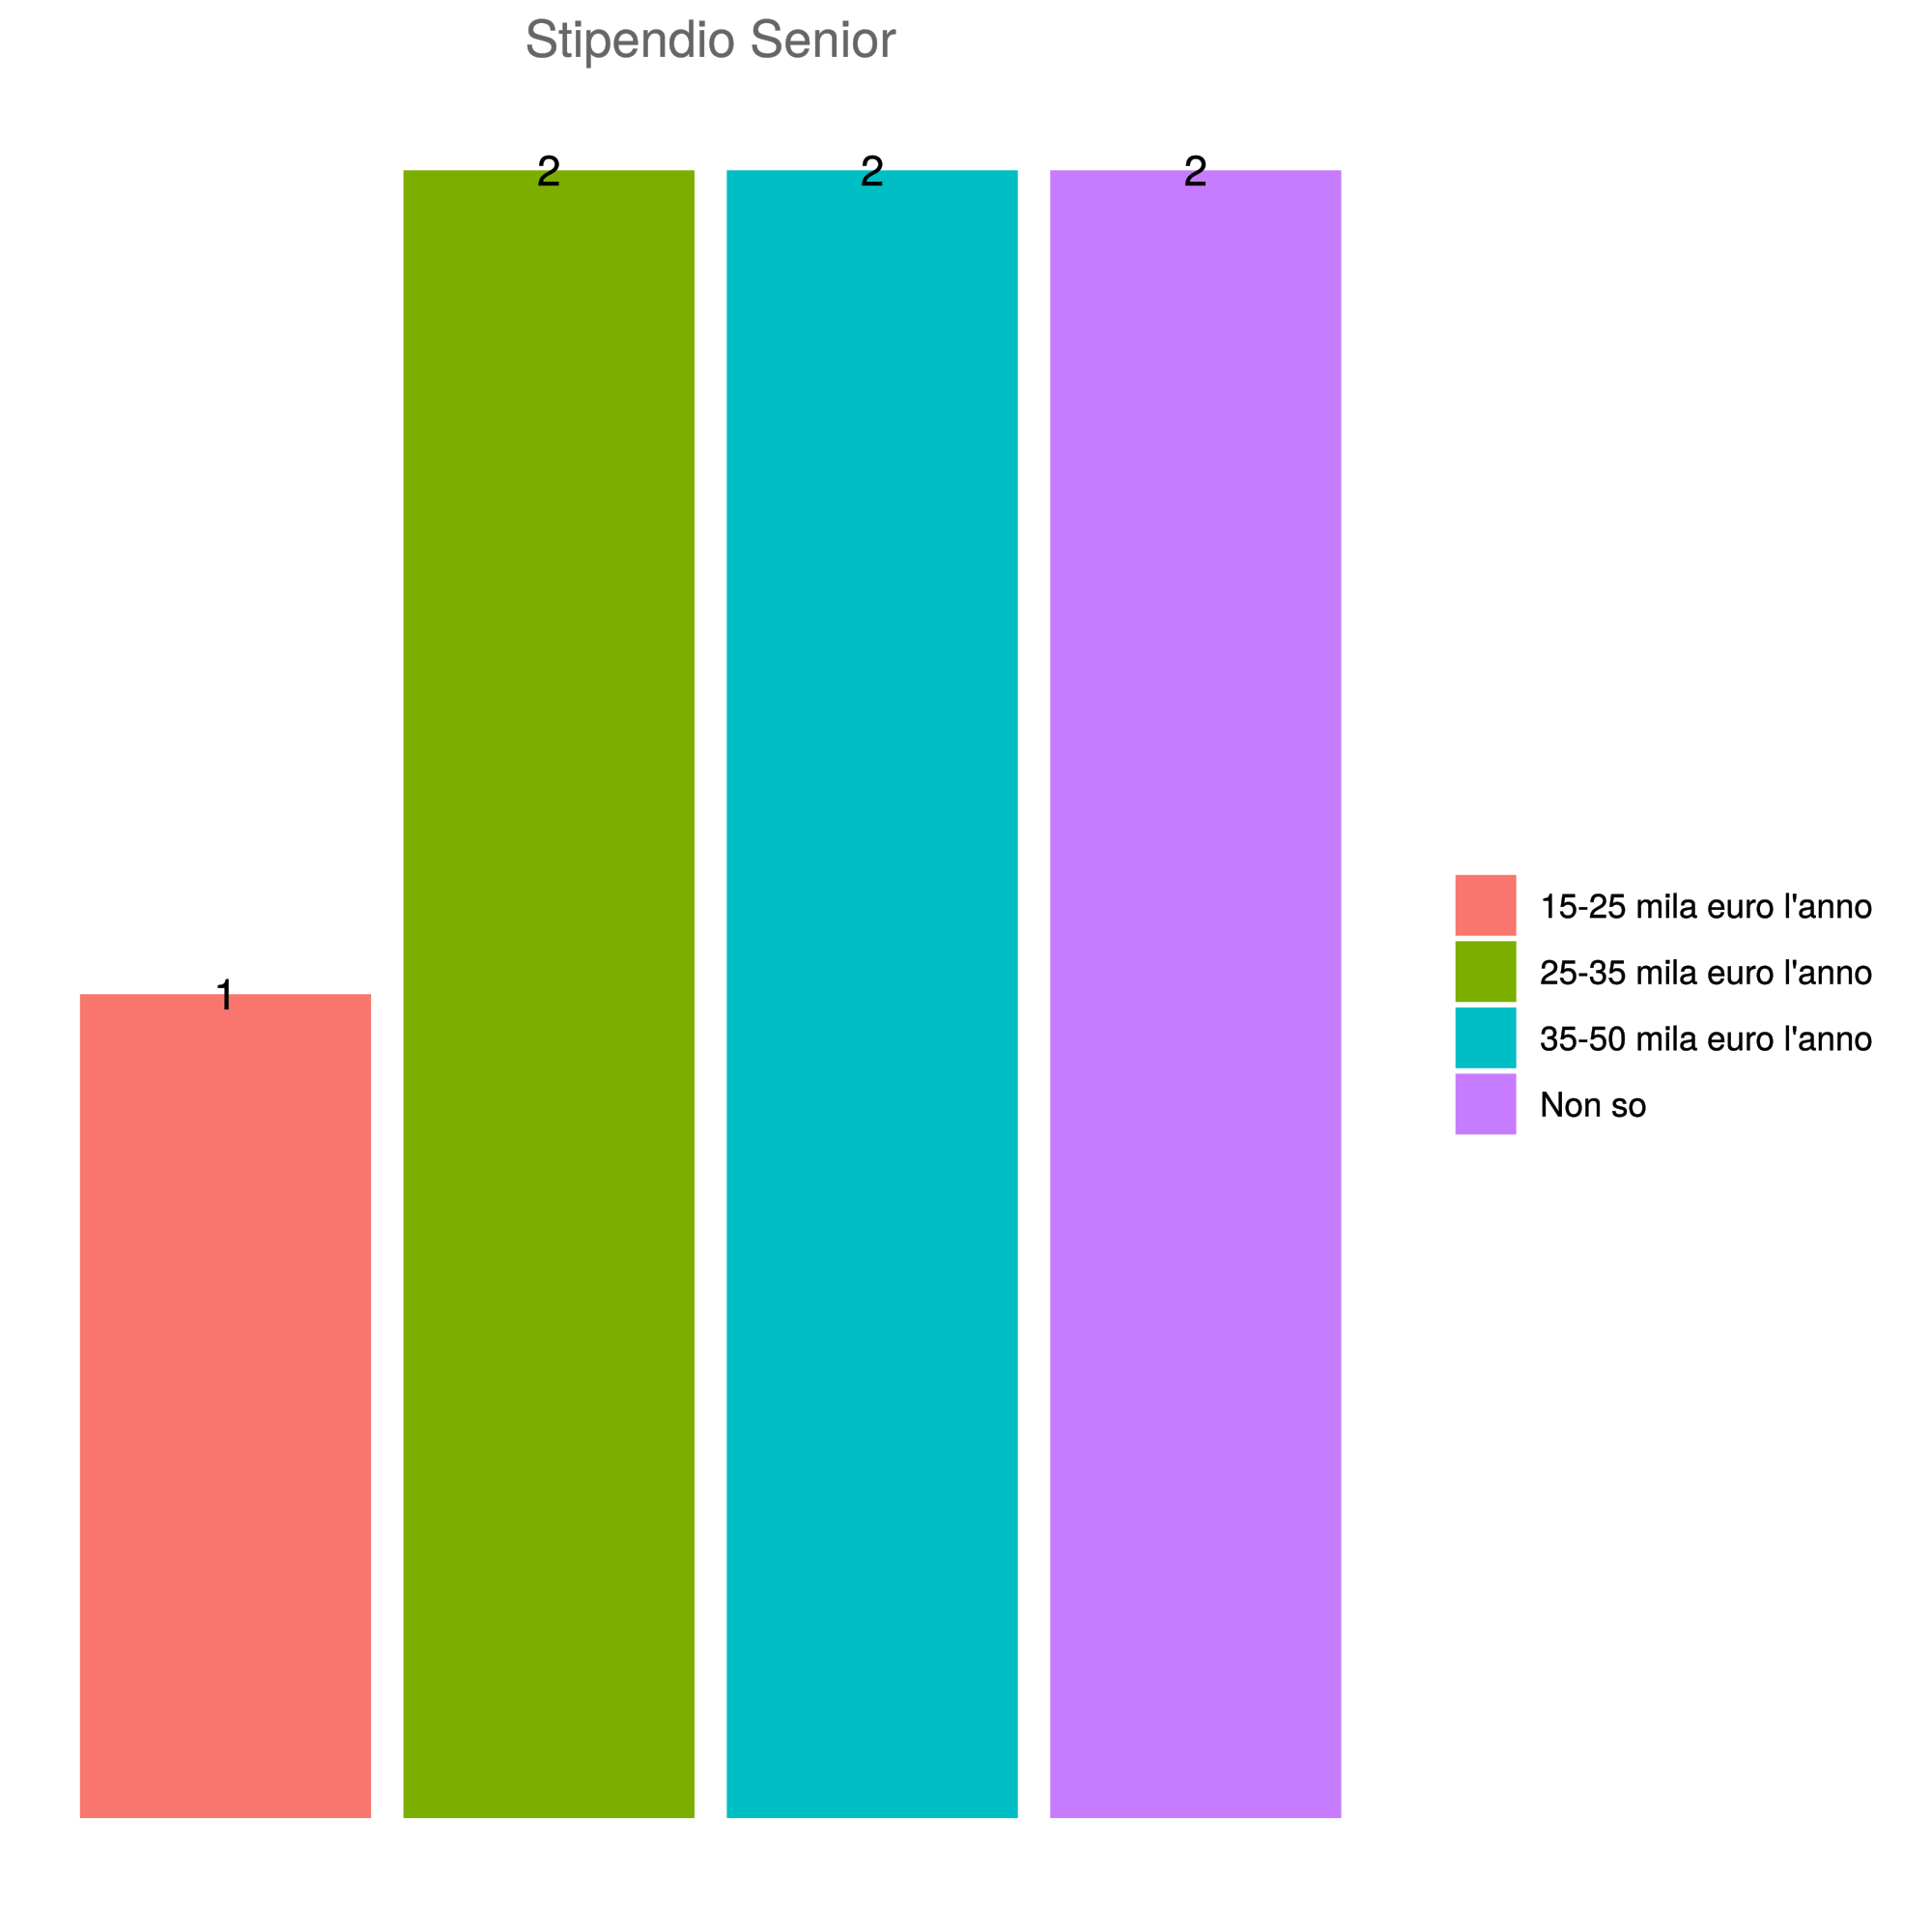 Stipendio Senior
2
2
2
1
15-25 mila euro l'anno
25-35 mila euro l'anno
35-50 mila euro l'anno
Non so